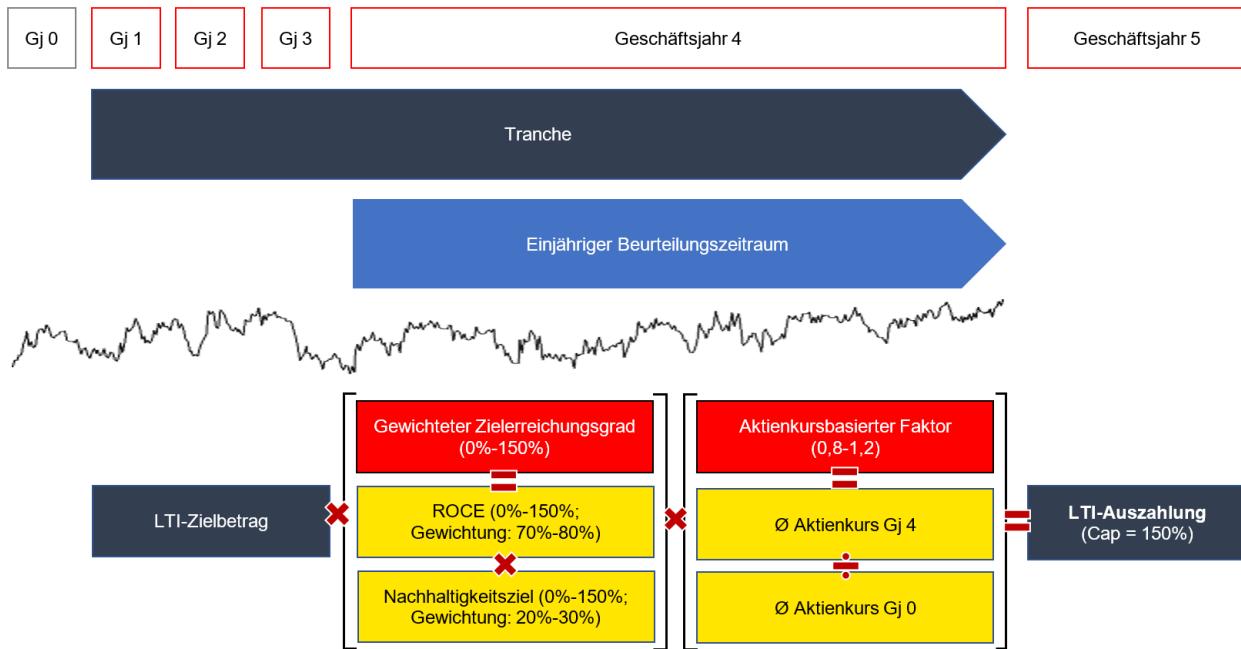 Gj 0
Gj 1
Gj 2
Gj 3
Geschäftsjahr 4
Geschäftsjahr 5
Tranche
Einjähriger Beurteilungszeitraum
Gewichteter Zielerreichungsgrad
(0%-150%)
Aktienkursbasierter Faktor
(0,8-1,2)
=
=
LTI-Zielbetrag
×
ROCE (0%-150%;
Gewichtung: 70%-80%)
×
Ø Aktienkurs Gj 4
=
LTI-Auszahlung
(Cap = 150%)
×
÷
Nachhaltigkeitsziel (0%-150%;
Gewichtung: 20%-30%)
Ø Aktienkurs Gj 0